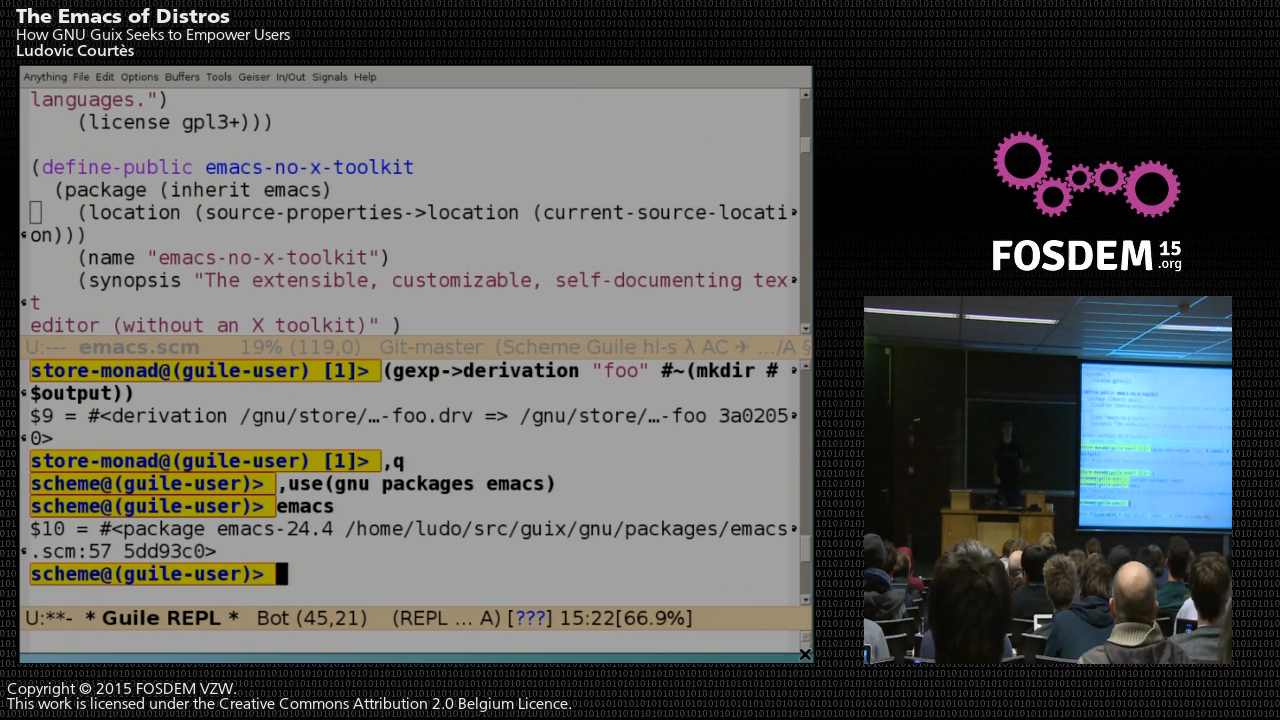 The Emacs of Distros
How GNU Guix Seeks to Empower Users
Ludovic Courtès
Anything File Edit Options Buffers Tools Geiser In/Out Signals Help
languages.")
(license gpl3+)))
(define-public emacs-no-x-toolkit
(package (inherit emacs)
(location (source-properties->location (current-source-locati
on)))
(name "emacs-no-x-toolkit")
(synopsis "The extensible, customizable, self-documenting tex
t
editor (without an X toolkit)" )
U:--- emacs.scm 19% (119,0) Git-master (Scheme Guile hl-s λ AC ✈ .../A §
store-monad@(guile-user) [1]> (gexp->derivation "foo" #~(mkdir #
$output))
$9 = #<derivation /gnu/store/…-foo.drv => /gnu/store/…-foo 3a0205
0>
store-monad@(guile-user) [1]> ,q
scheme@(guile-user)> ,use(gnu packages emacs)
scheme@(guile-user)> emacs
$10 = #<package emacs-24.4 /home/ludo/src/guix/gnu/packages/emacs
.scm:57 5dd93c0>
scheme@(guile-user)>
U:**- * Guile REPL * Bot (45,21) (REPL ... A) [???] 15:22[66.9%]
FOSDEM 15
.org
Copyright © 2015 FOSDEM VZW.
This work is licensed under the Creative Commons Attribution 2.0 Belgium Licence.